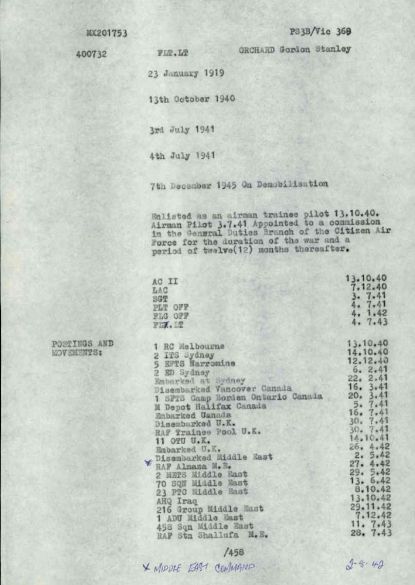 MX201753 PS3B/Vic 369
400732 FLT.LT ORCHARD Gordon Stanley
23 January 1919
13th October 1940
3rd July 1941
4th July 1941
7th December 1945 On Demobilisation
Enlisted as an airman trainee pilot 13.10.40.
Airman Pilot 3.7.41 Appointed to a commission
in the General Duties Branch of the Citizen Air
Force for the duration of the war and a
period of twelve(12) months thereafter.
AC II 13.10.40
LAC 7.12.40
SGT 3. 7.41
PLT OFF 4. 7.41
FLG OFF 4. 1.42
FLT.LT 4. 7.43
POSTINGS AND
MOVEMENTS:
1 RC Melbourne 13.10.40
2 ITS Sydney 14.10.40
5 EFTS Narromine 12.12.40
2 ED Sydney 6. 2.41
Embarked at Sydney 22. 2.41
Disembarked Vancover Canada 16. 3.41
1 SFTS Camp Borden Ontario Canada 20. 3.41
M Depot Halifax Canada 5. 7.41
Embarked Canada 16. 7.41
Disembarked U.K. 30. 7.41
RAF Trainee Pool U.K. 30. 7.41
11 OTU U.K. 14.10.41
Embarked U.K. 26. 4.42
Disembarked Middle East 2. 5.42
* RAF Almaza M.E. 27. 4.42
2 METS Middle East 29. 5.42
70 SQN Middle East 13. 6.42
23 PTC Middle East 8.10.42
AHQ Iraq 13.10.42
216 Group Middle East 29.11.42
1 ADU Middle East 7.12.42
458 Sqn Middle East 11. 7.43
RAF Stn Shallufa M.E. 28. 7.43
/458
* MIDDLE EAST COMMAND 2-8-42